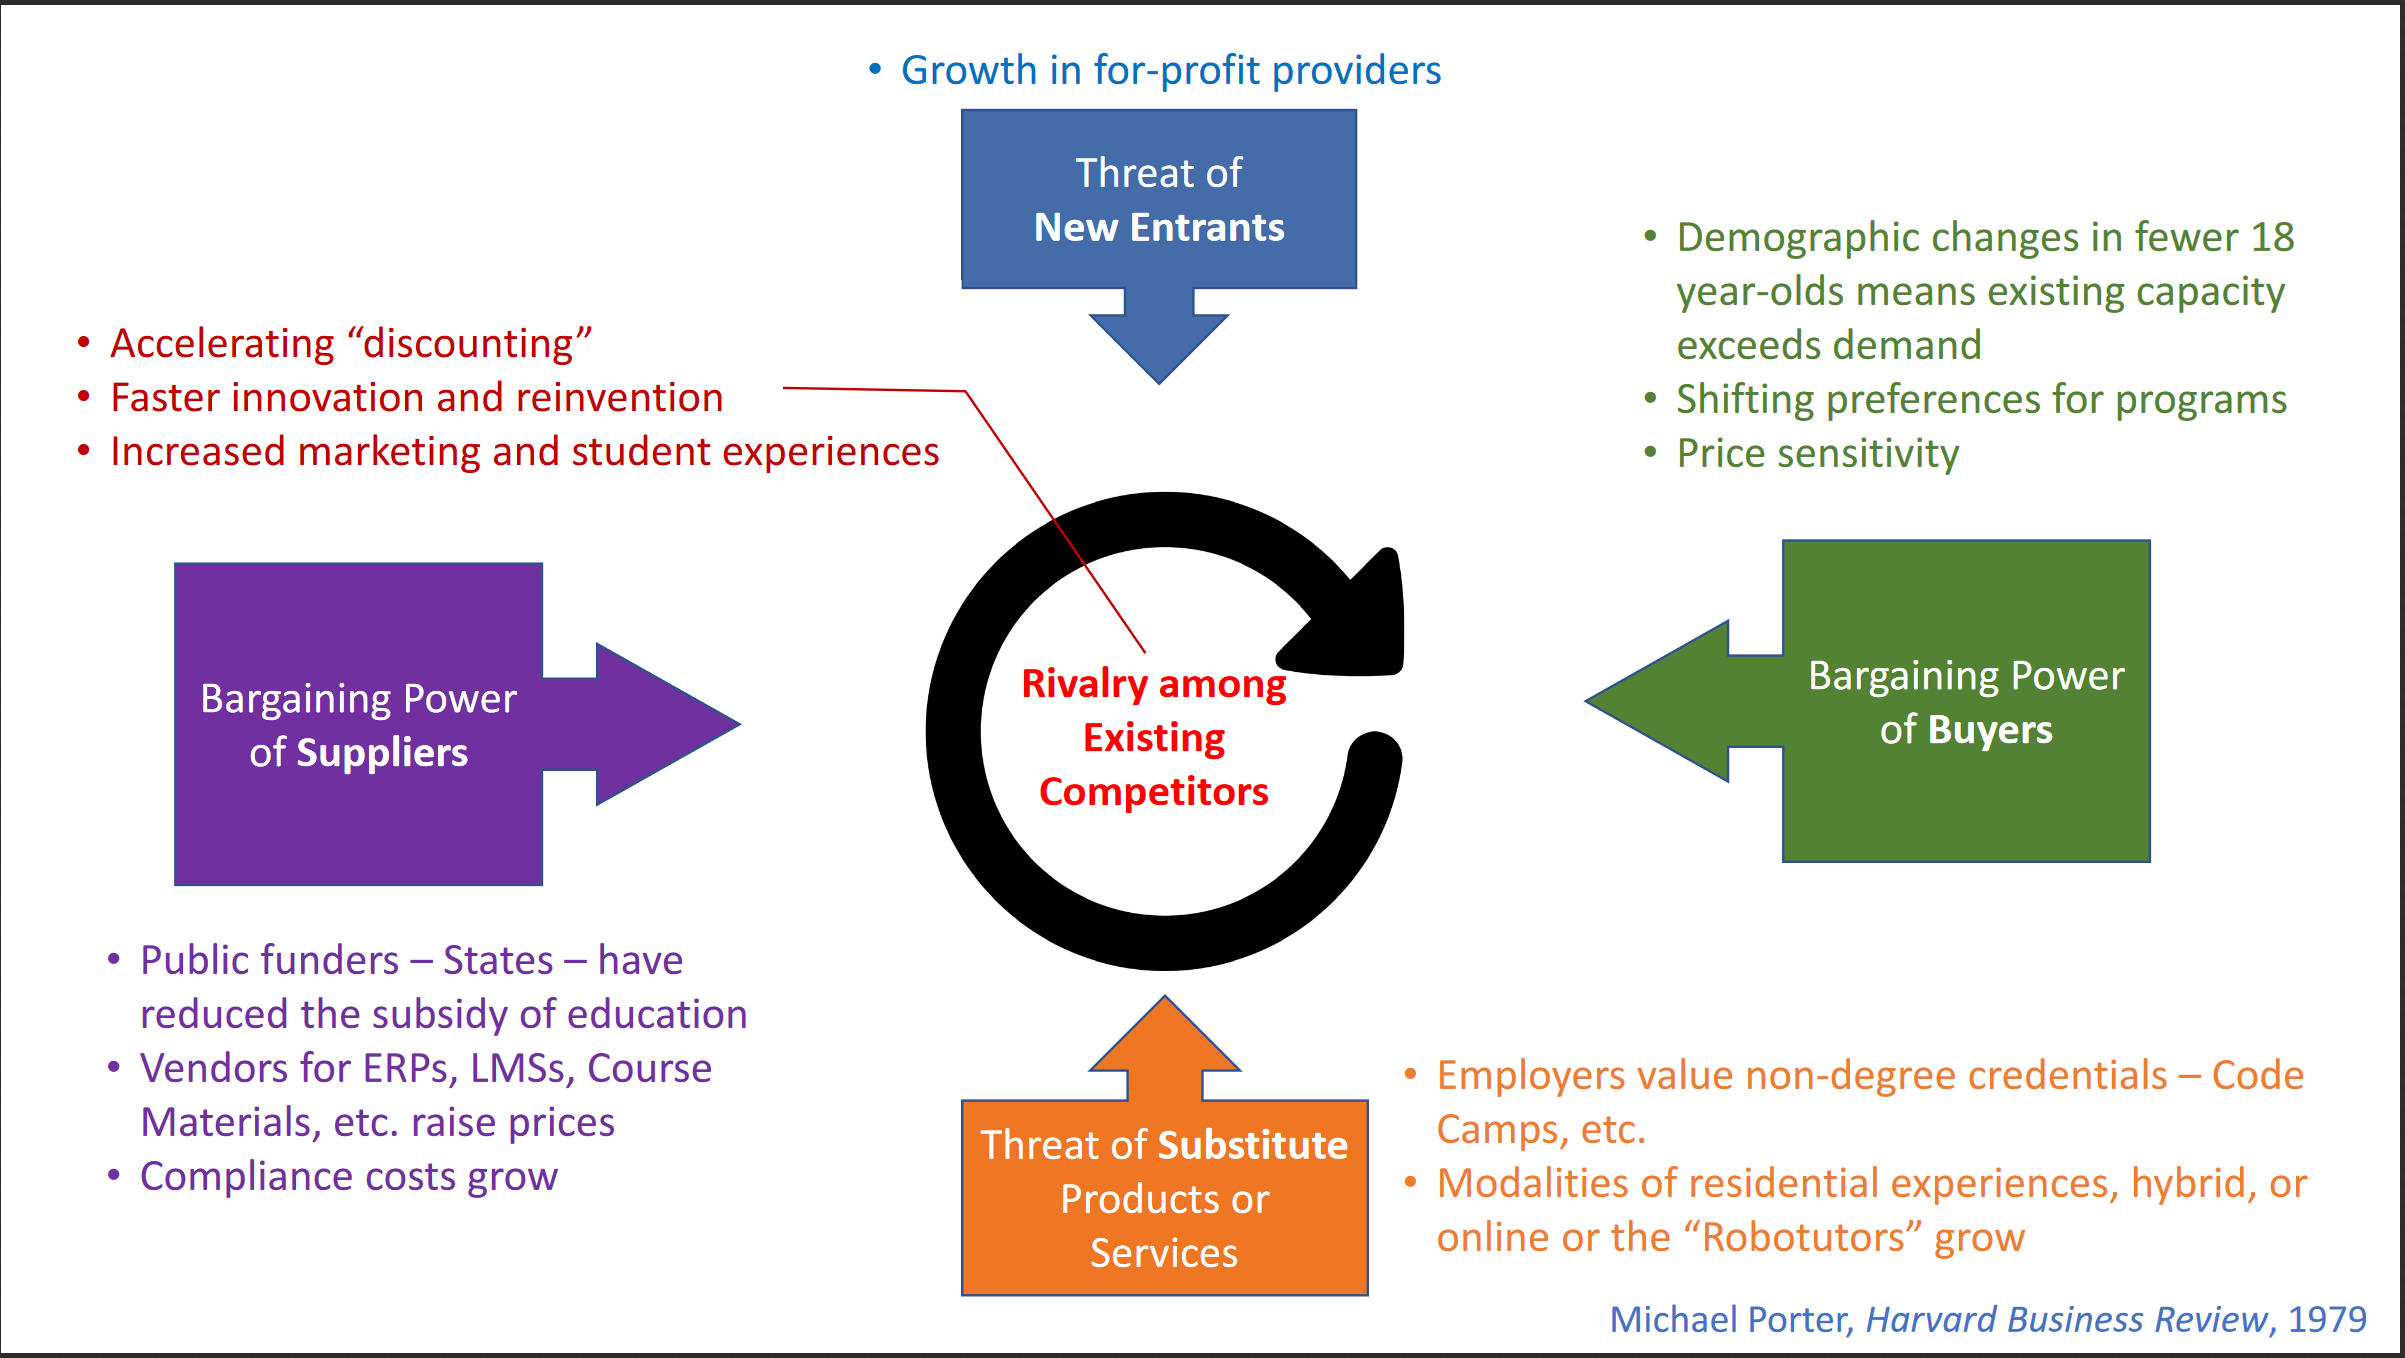 • Growth in for-profit providers
Threat of
New Entrants
• Accelerating “discounting”
• Faster innovation and reinvention
• Increased marketing and student experiences
• Demographic changes in fewer 18
year-olds means existing capacity
exceeds demand
• Shifting preferences for programs
• Price sensitivity
Bargaining Power
of Suppliers
Rivalry among
Existing
Competitors
Bargaining Power
of Buyers
• Public funders – States – have
reduced the subsidy of education
• Vendors for ERPs, LMSs, Course
Materials, etc. raise prices
• Compliance costs grow
Threat of Substitute
Products or
Services
• Employers value non-degree credentials – Code
Camps, etc.
• Modalities of residential experiences, hybrid, or
online or the “Robotutors” grow
Michael Porter, Harvard Business Review, 1979